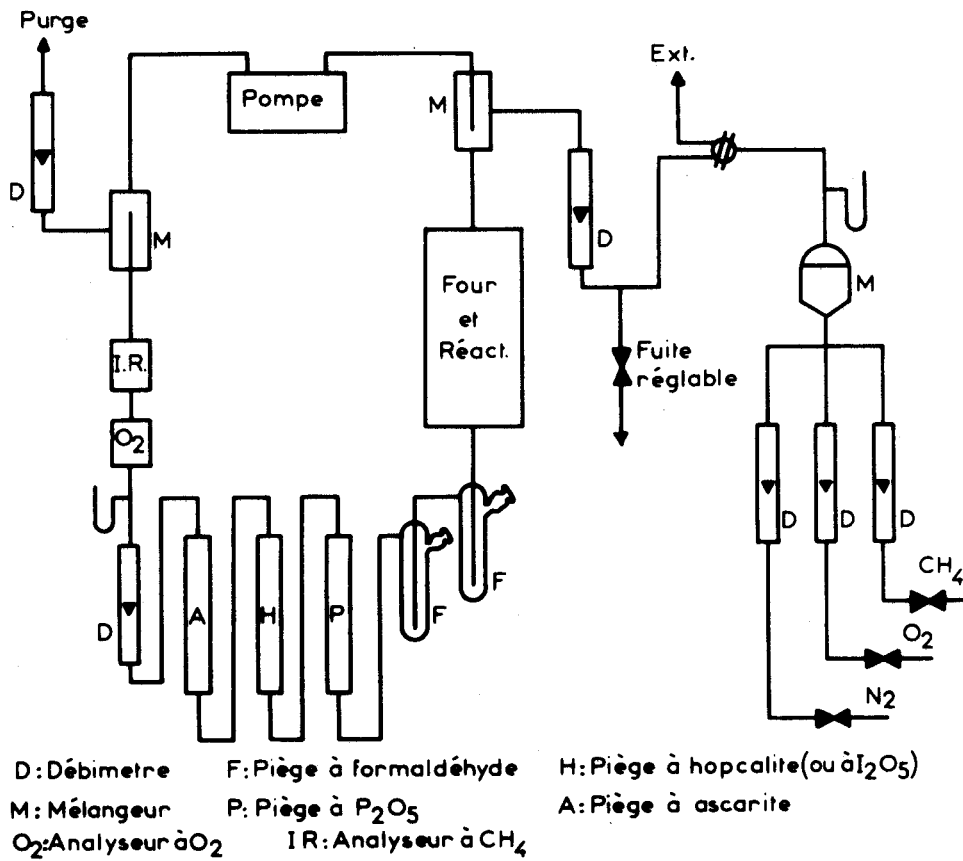 Purge
Pompe
Ext.
M
D
M
D
Four
et
Réact.
M
I.R.
Fuite
réglable
O2
D
D
D
A
H
P
F
F
D
CH4
O2
N2
D:Débimetre F:Piège à formaldéhyde H:Piège à hopcalite(ou à I2O5)
M: Mélangeur P: Piège à P2O5 A:Piège à ascarite
O2:Analyseur à O2 IR: Analyseur à CH4